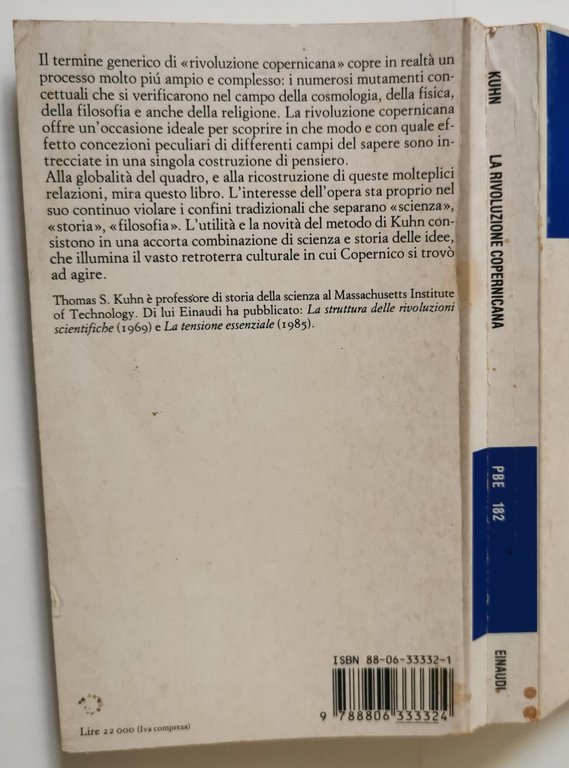 Il termine generico di «rivoluzione copernicana» copre in realtà un
processo molto piú ampio e complesso: i numerosi mutamenti con-
cettuali che si verificarono nel campo della cosmologia, della fisica,
della filosofia e anche della religione. La rivoluzione copernicana
offre un'occasione ideale per scoprire in che modo e con quale ef-
fetto concezioni peculiari di differenti campi del sapere sono in-
trecciate in una singola costruzione di pensiero.
Alla globalità del quadro, e alla ricostruzione di queste molteplici
relazioni, mira questo libro. L'interesse dell'opera sta proprio nel
suo continuo violare i confini tradizionali che separano «scienza»,
«storia», «filosofia». L'utilità e la novità del metodo di Kuhn con-
sistono in una accorta combinazione di scienza e storia delle idee,
che illumina il vasto retroterra culturale in cui Copernico si trovò
ad agire.
Thomas S. Kuhn è professore di storia della scienza al Massachusetts Institute
of Technology. Di lui Einaudi ha pubblicato: La struttura delle rivoluzioni
scientifiche (1969) e La tensione essenziale (1985).
ISBN 88-06-33332-1
9 788806 333324
Lire 22 000 (Iva compresa)
KUHN LA RIVOLUZIONE COPERNICANA
PBE 182
EINAUDI